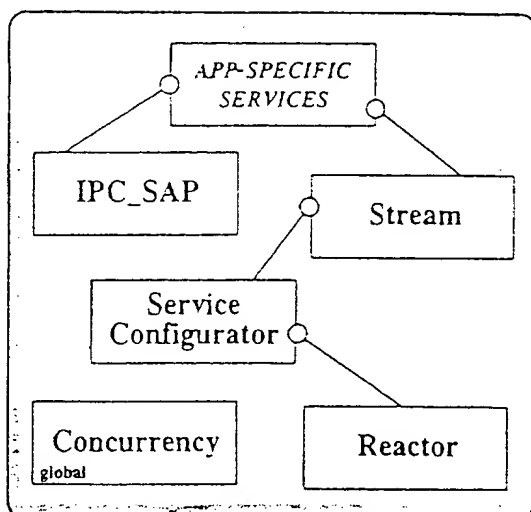 APP-SPECIFIC
SERVICES
IPC_SAP
Stream
Service
Configurator
Concurrency
global
Reactor